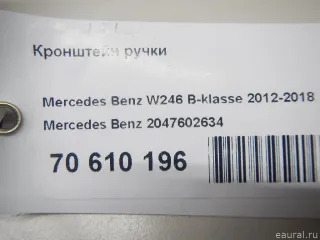 Кронштейн ручки
Mercedes Benz W246 B-klasse 2012-2018
Mercedes Benz 2047602634
70 610 196
eaural.ru